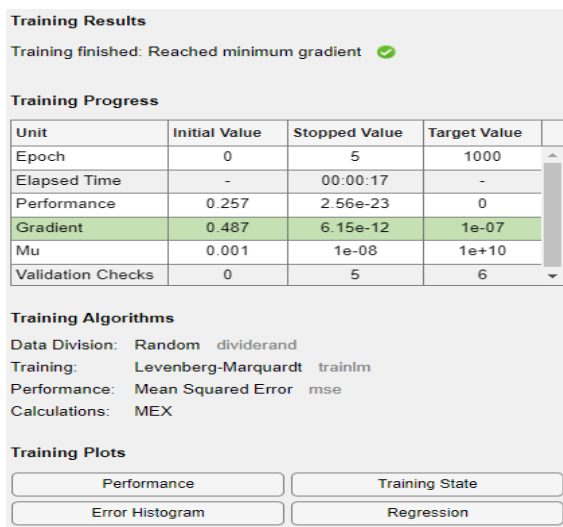 Training Results
Training finished: Reached minimum gradient
Training Progress
Unit Initial Value Stopped Value Target Value
Epoch 0 5 1000
Elapsed Time - 00:00:17 -
Performance 0.257 2.56e-23 0
Gradient 0.487 6.15e-12 1e-07
Mu 0.001 1e-08 1e+10
Validation Checks 0 5 6
Training Algorithms
Data Division: Random dividerand
Training: Levenberg-Marquardt trainlm
Performance: Mean Squared Error mse
Calculations: MEX
Training Plots
Performance Training State
Error Histogram Regression